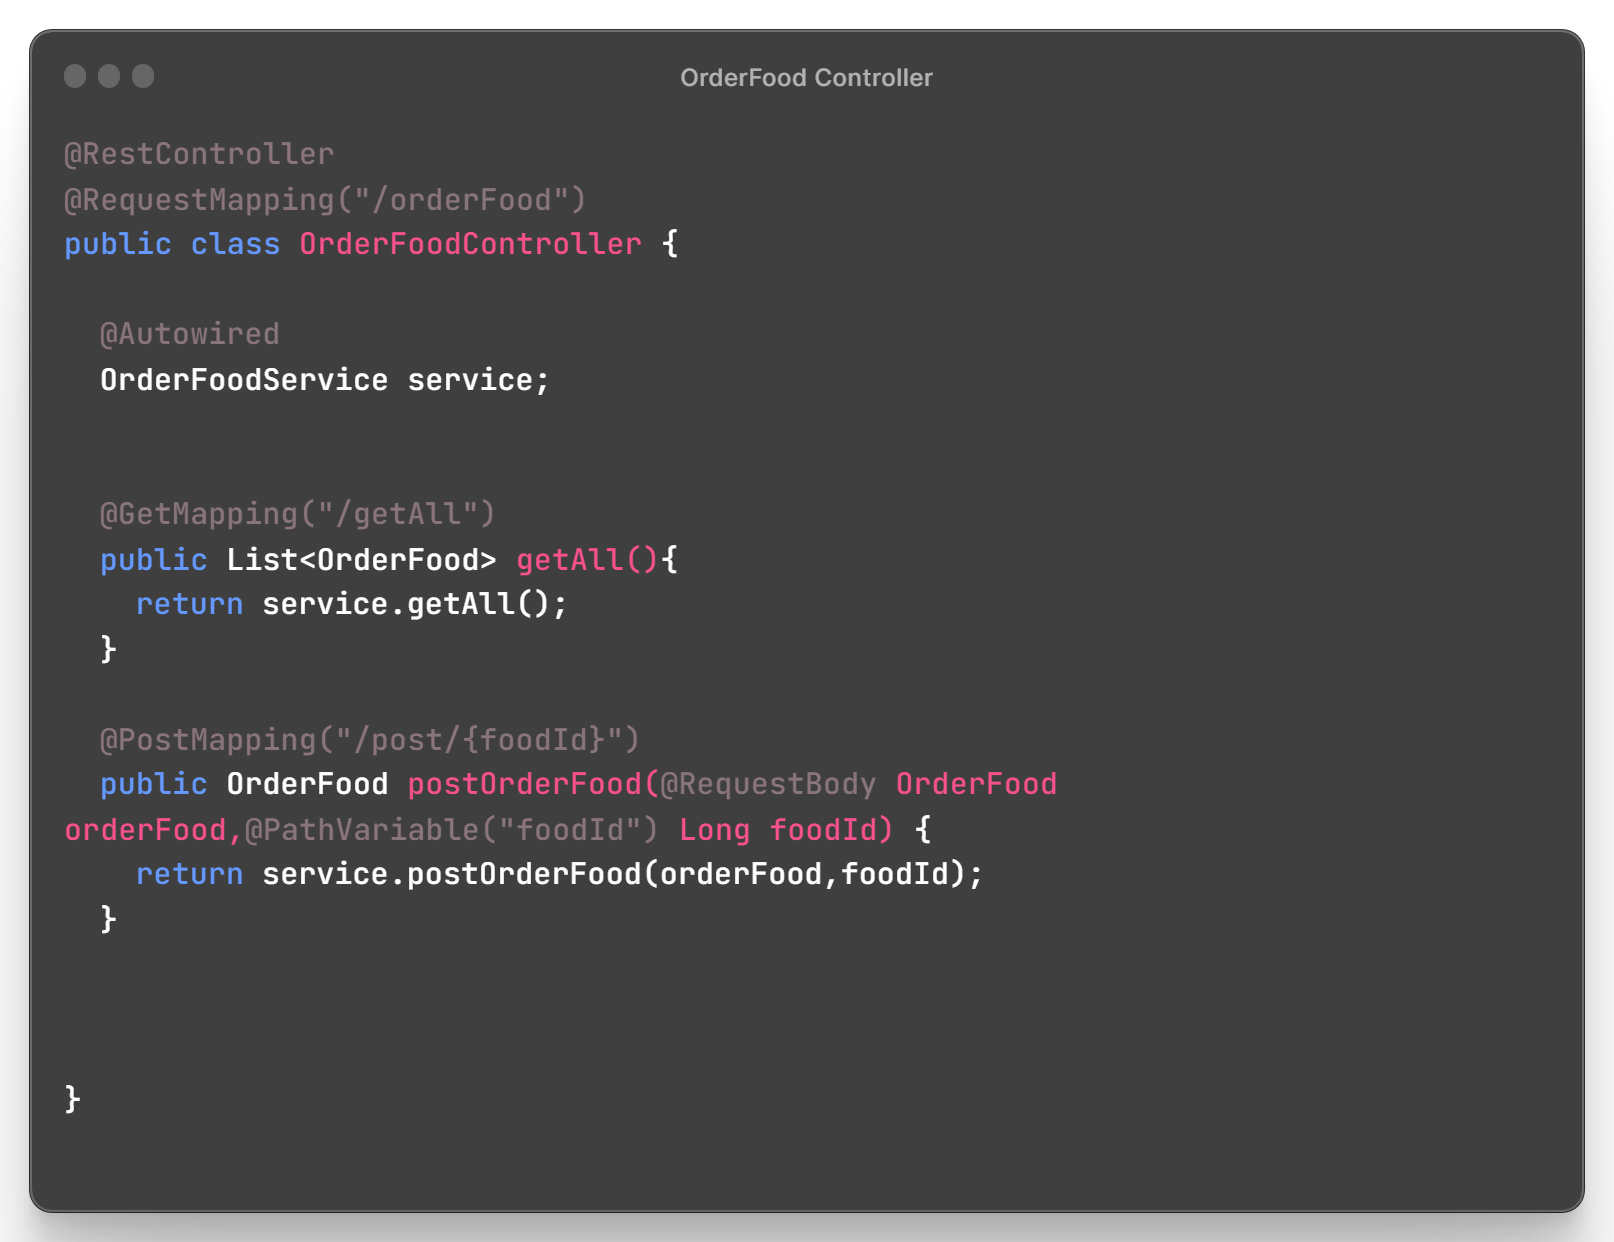 OrderFood Controller
@RestController
@RequestMapping("/orderFood")
public class OrderFoodController {
@Autowired
OrderFoodService service;
@GetMapping("/getAll")
public List<OrderFood> getAll(){
return service.getAll();
}
@PostMapping("/post/{foodId}")
public OrderFood postOrderFood(@RequestBody OrderFood
orderFood,@PathVariable("foodId") Long foodId) {
return service.postOrderFood(orderFood,foodId);
}
}